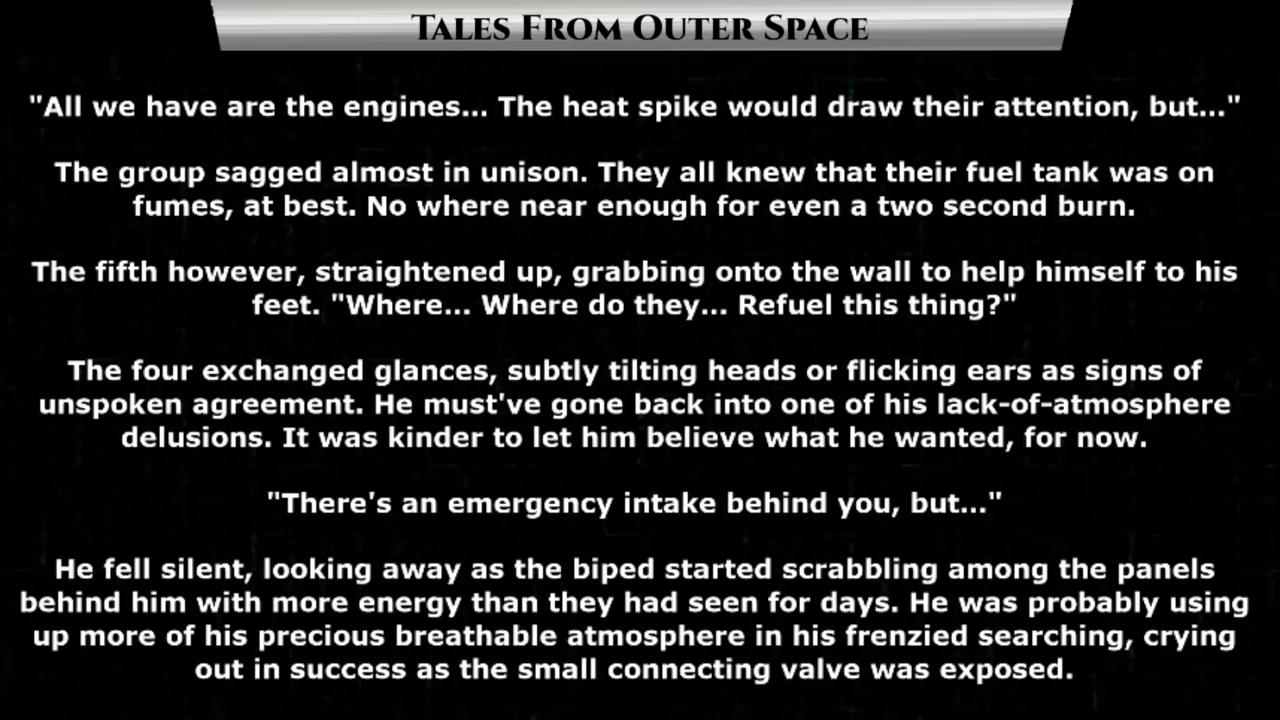 Tales From Outer Space
"All we have are the engines... The heat spike would draw their attention, but..."
The group sagged almost in unison. They all knew that their fuel tank was on
fumes, at best. No where near enough for even a two second burn.
The fifth however, straightened up, grabbing onto the wall to help himself to his
feet. "Where... Where do they... Refuel this thing?"
The four exchanged glances, subtly tilting heads or flicking ears as signs of
unspoken agreement. He must've gone back into one of his lack-of-atmosphere
delusions. It was kinder to let him believe what he wanted, for now.
"There's an emergency intake behind you, but..."
He fell silent, looking away as the biped started scrabbling among the panels
behind him with more energy than they had seen for days. He was probably using
up more of his precious breathable atmosphere in his frenzied searching, crying
out in success as the small connecting valve was exposed.